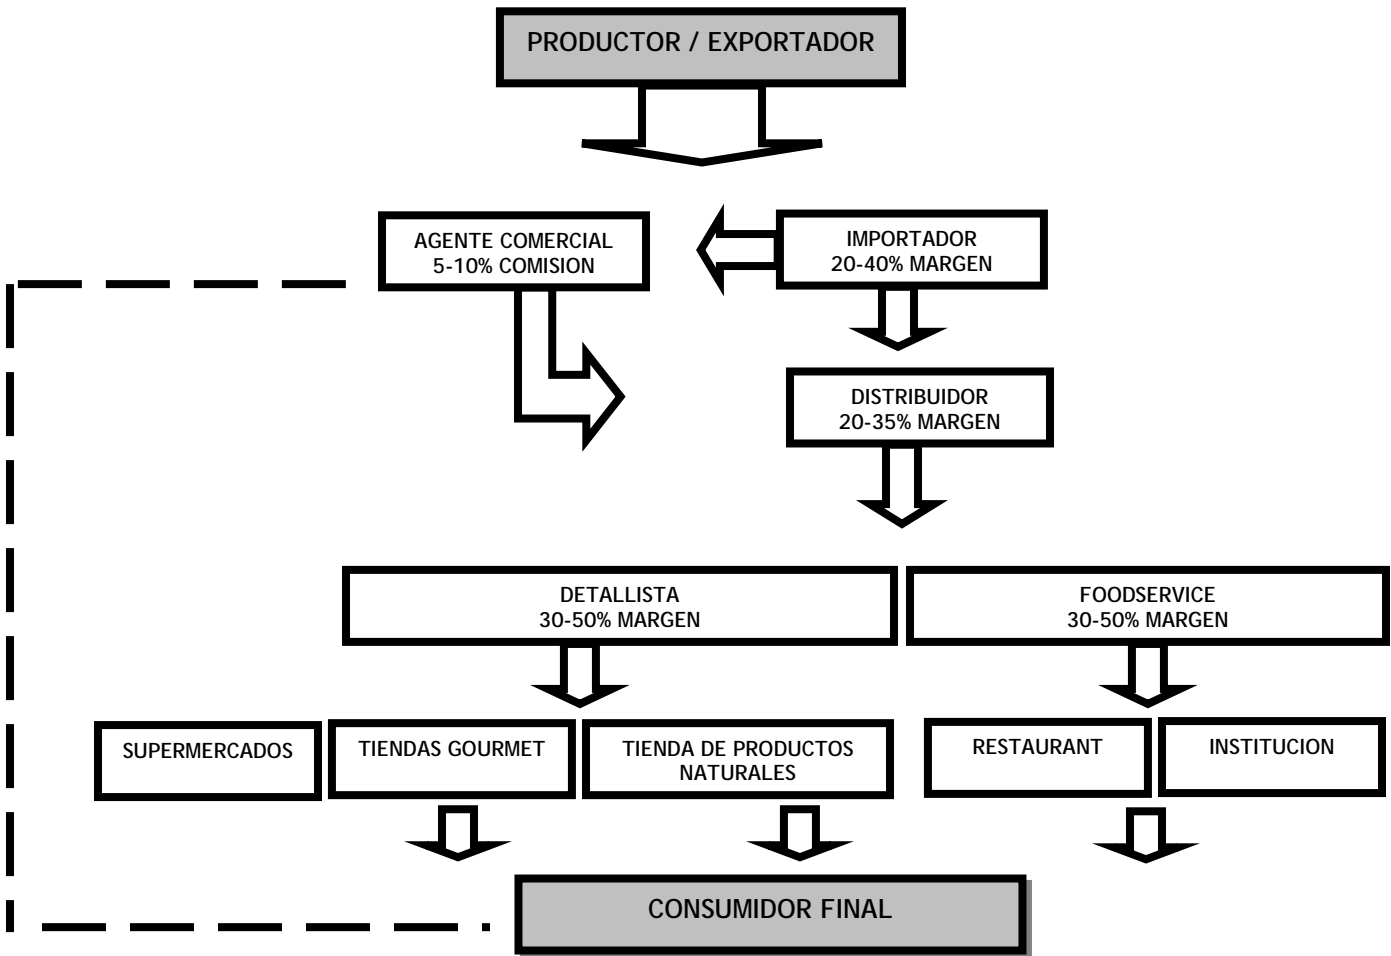 PRODUCTOR / EXPORTADOR
AGENTE COMERCIAL
5-10% COMISION
IMPORTADOR
20-40% MARGEN
DISTRIBUIDOR
20-35% MARGEN
DETALLISTA
30-50% MARGEN
FOODSERVICE
30-50% MARGEN
SUPERMERCADOS
TIENDAS GOURMET
TIENDA DE PRODUCTOS
NATURALES
RESTAURANT
INSTITUCION
CONSUMIDOR FINAL